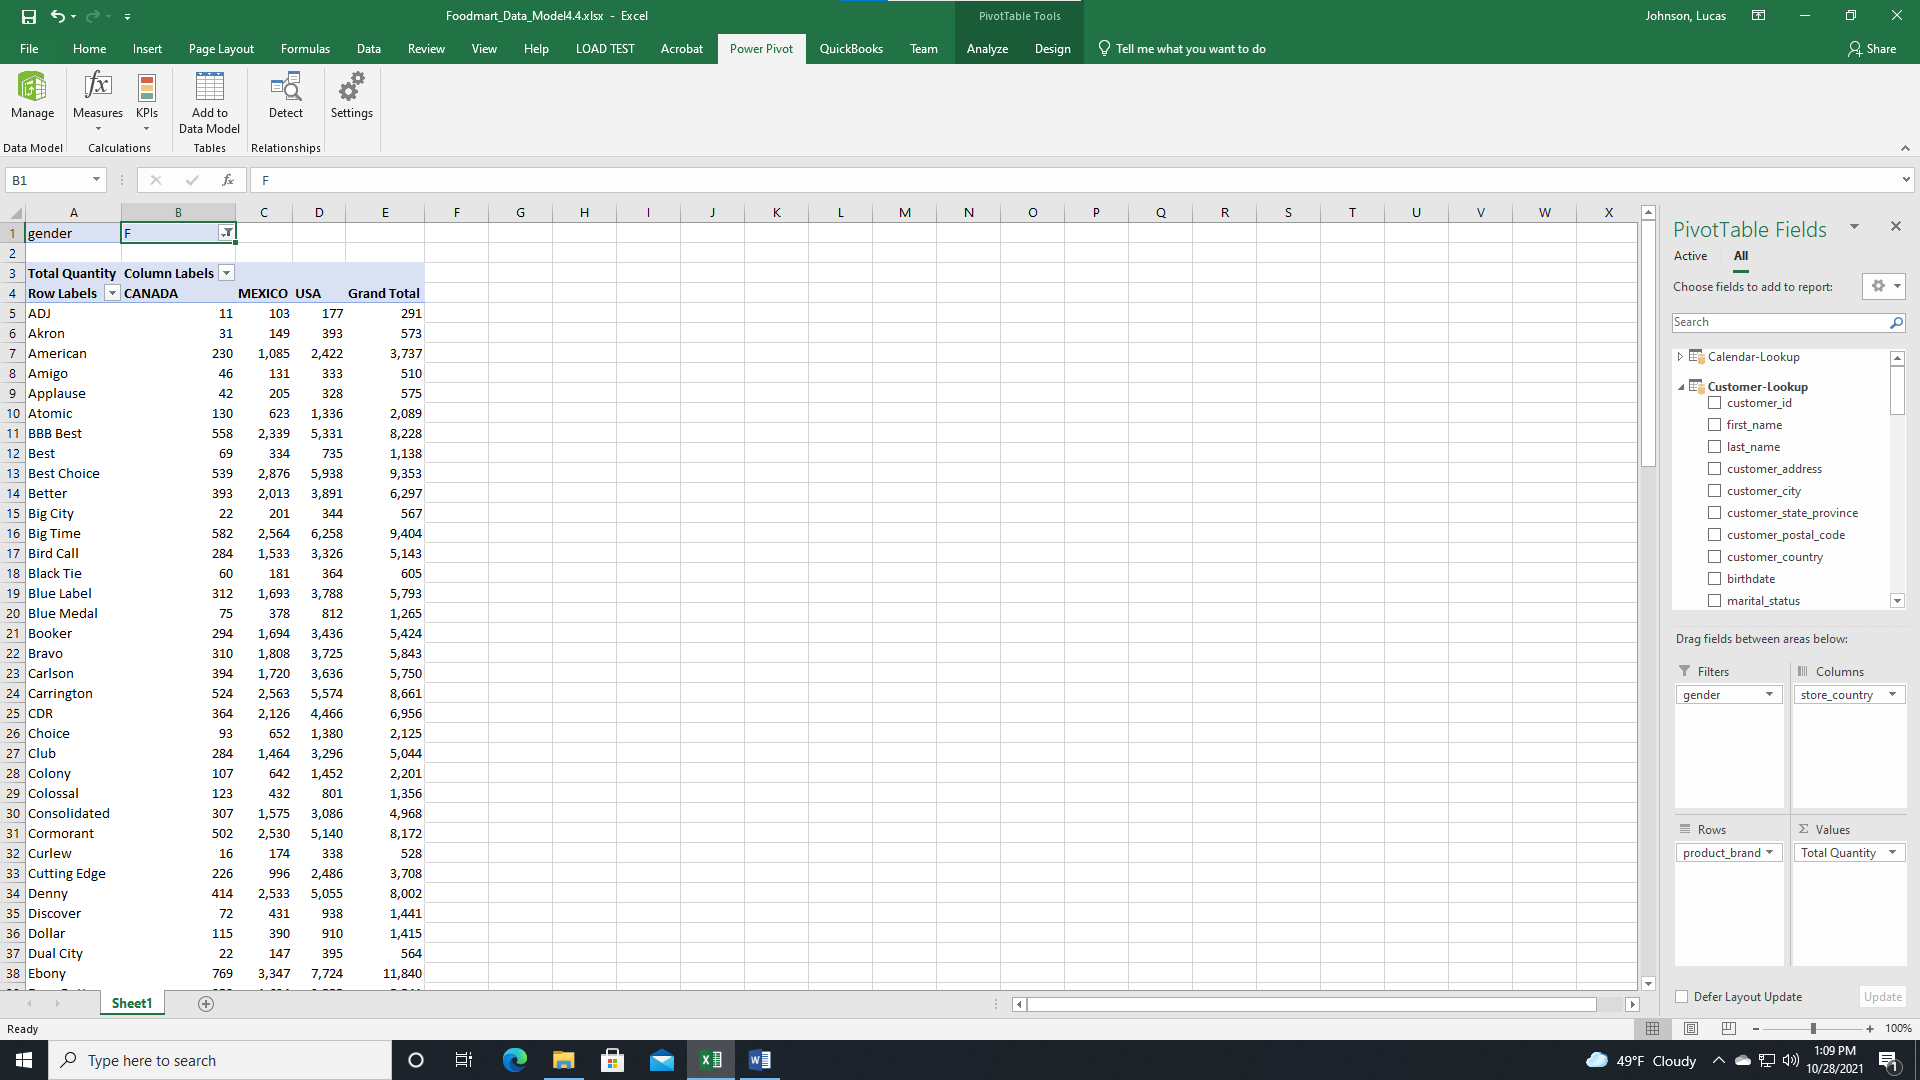 Foodmart_Data_Model4.4.xlsx - Excel
PivotTable Tools
Johnson, Lucas
File Home Insert Page Layout Formulas Data Review View Help LOAD TEST Acrobat Power Pivot QuickBooks Team Analyze Design Tell me what you want to do Share
Manage
Measures
KPIs
Add to
Data Model
Detect
Settings
Data Model Calculations Tables Relationships
B1 fx F
A B C D E F G H I J K L M N O P Q R S T U V W X
1 gender F
2
3 Total Quantity Column Labels
4 Row Labels CANADA MEXICO USA Grand Total
5 ADJ 11 103 177 291
6 Akron 31 149 393 573
7 American 230 1,085 2,422 3,737
8 Amigo 46 131 333 510
9 Applause 42 205 328 575
10 Atomic 130 623 1,336 2,089
11 BBB Best 558 2,339 5,331 8,228
12 Best 69 334 735 1,138
13 Best Choice 539 2,876 5,938 9,353
14 Better 393 2,013 3,891 6,297
15 Big City 22 201 344 567
16 Big Time 582 2,564 6,258 9,404
17 Bird Call 284 1,533 3,326 5,143
18 Black Tie 60 181 364 605
19 Blue Label 312 1,693 3,788 5,793
20 Blue Medal 75 378 812 1,265
21 Booker 294 1,694 3,436 5,424
22 Bravo 310 1,808 3,725 5,843
23 Carlson 394 1,720 3,636 5,750
24 Carrington 524 2,563 5,574 8,661
25 CDR 364 2,126 4,466 6,956
26 Choice 93 652 1,380 2,125
27 Club 284 1,464 3,296 5,044
28 Colony 107 642 1,452 2,201
29 Colossal 123 432 801 1,356
30 Consolidated 307 1,575 3,086 4,968
31 Cormorant 502 2,530 5,140 8,172
32 Curlew 16 174 338 528
33 Cutting Edge 226 996 2,486 3,708
34 Denny 414 2,533 5,055 8,002
35 Discover 72 431 938 1,441
36 Dollar 115 390 910 1,415
37 Dual City 22 147 395 564
38 Ebony 769 3,347 7,724 11,840
PivotTable Fields
Active All
Choose fields to add to report:
Search
Calendar-Lookup
Customer-Lookup
customer_id
first_name
last_name
customer_address
customer_city
customer_state_province
customer_postal_code
customer_country
birthdate
marital_status
Drag fields between areas below:
Filters Columns
gender store_country
Rows Σ Values
product_brand Total Quantity
Defer Layout Update Update
Sheet1
Ready
100%
Type here to search
49°F Cloudy
1:09 PM
10/28/2021
1